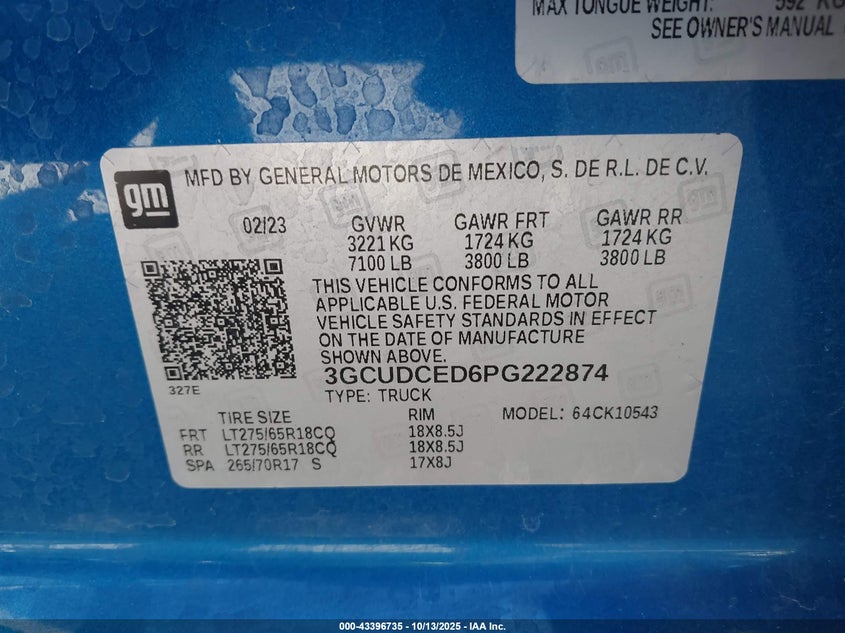 MAX TONGUE WEIGHT: 592 KG
SEE OWNER'S MANUAL
gm
MFD BY GENERAL MOTORS DE MEXICO, S. DE R.L. DE C.V.
02/23 GVWR GAWR FRT GAWR RR
3221 KG 1724 KG 1724 KG
7100 LB 3800 LB 3800 LB
THIS VEHICLE CONFORMS TO ALL
APPLICABLE U.S. FEDERAL MOTOR
VEHICLE SAFETY STANDARDS IN EFFECT
ON THE DATE OF MANUFACTURE
SHOWN ABOVE.
327E
3GCUDCED6PG222874
TYPE: TRUCK
TIRE SIZE RIM MODEL: 64CK10543
FRT LT275/65R18CQ 18X8.5J
RR LT275/65R18CQ 18X8.5J
SPA 265/70R17 S 17X8J
000-43396735 - 10/13/2025 - IAA Inc.